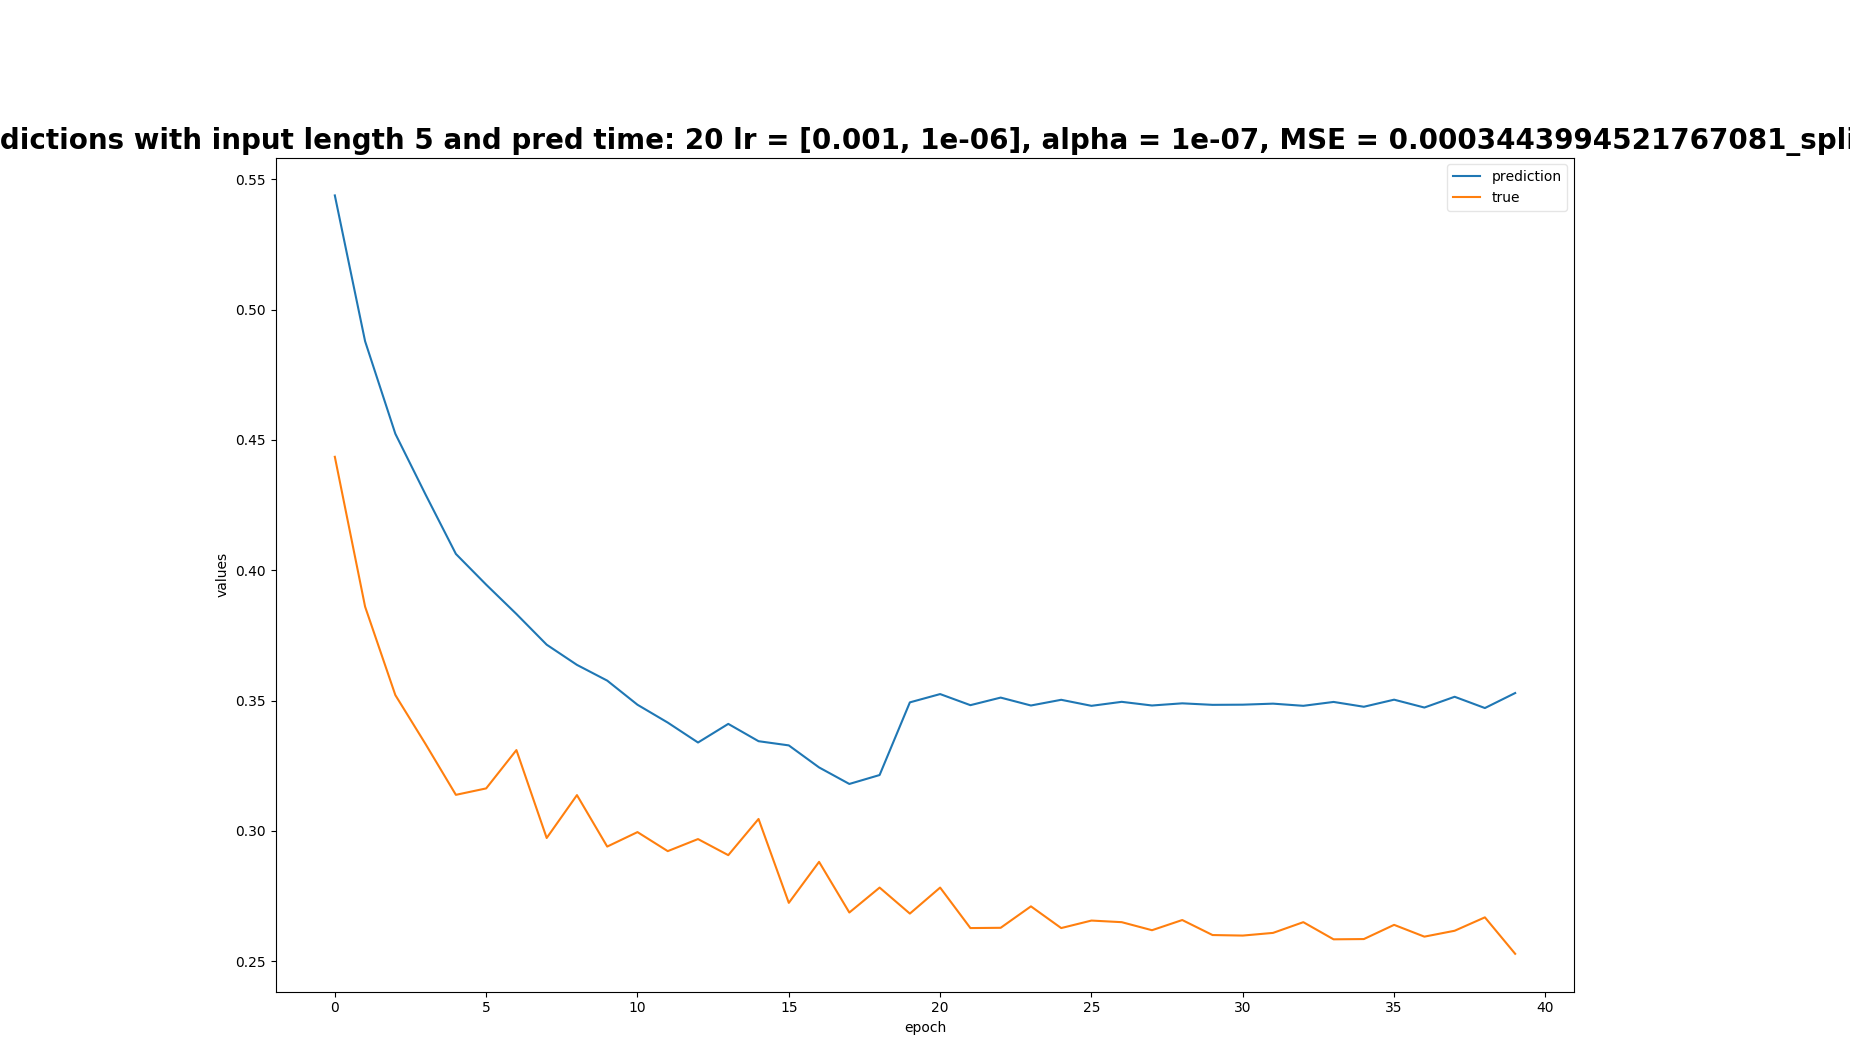 dictions with input length 5 and pred time: 20 lr = [0.001, 1e-06], alpha = 1e-07, MSE = 0.0003443994521767081_spli
prediction
true
0.55
0.50
0.45
0.40
0.35
0.30
0.25
values
0 5 10 15 20 25 30 35 40
epoch